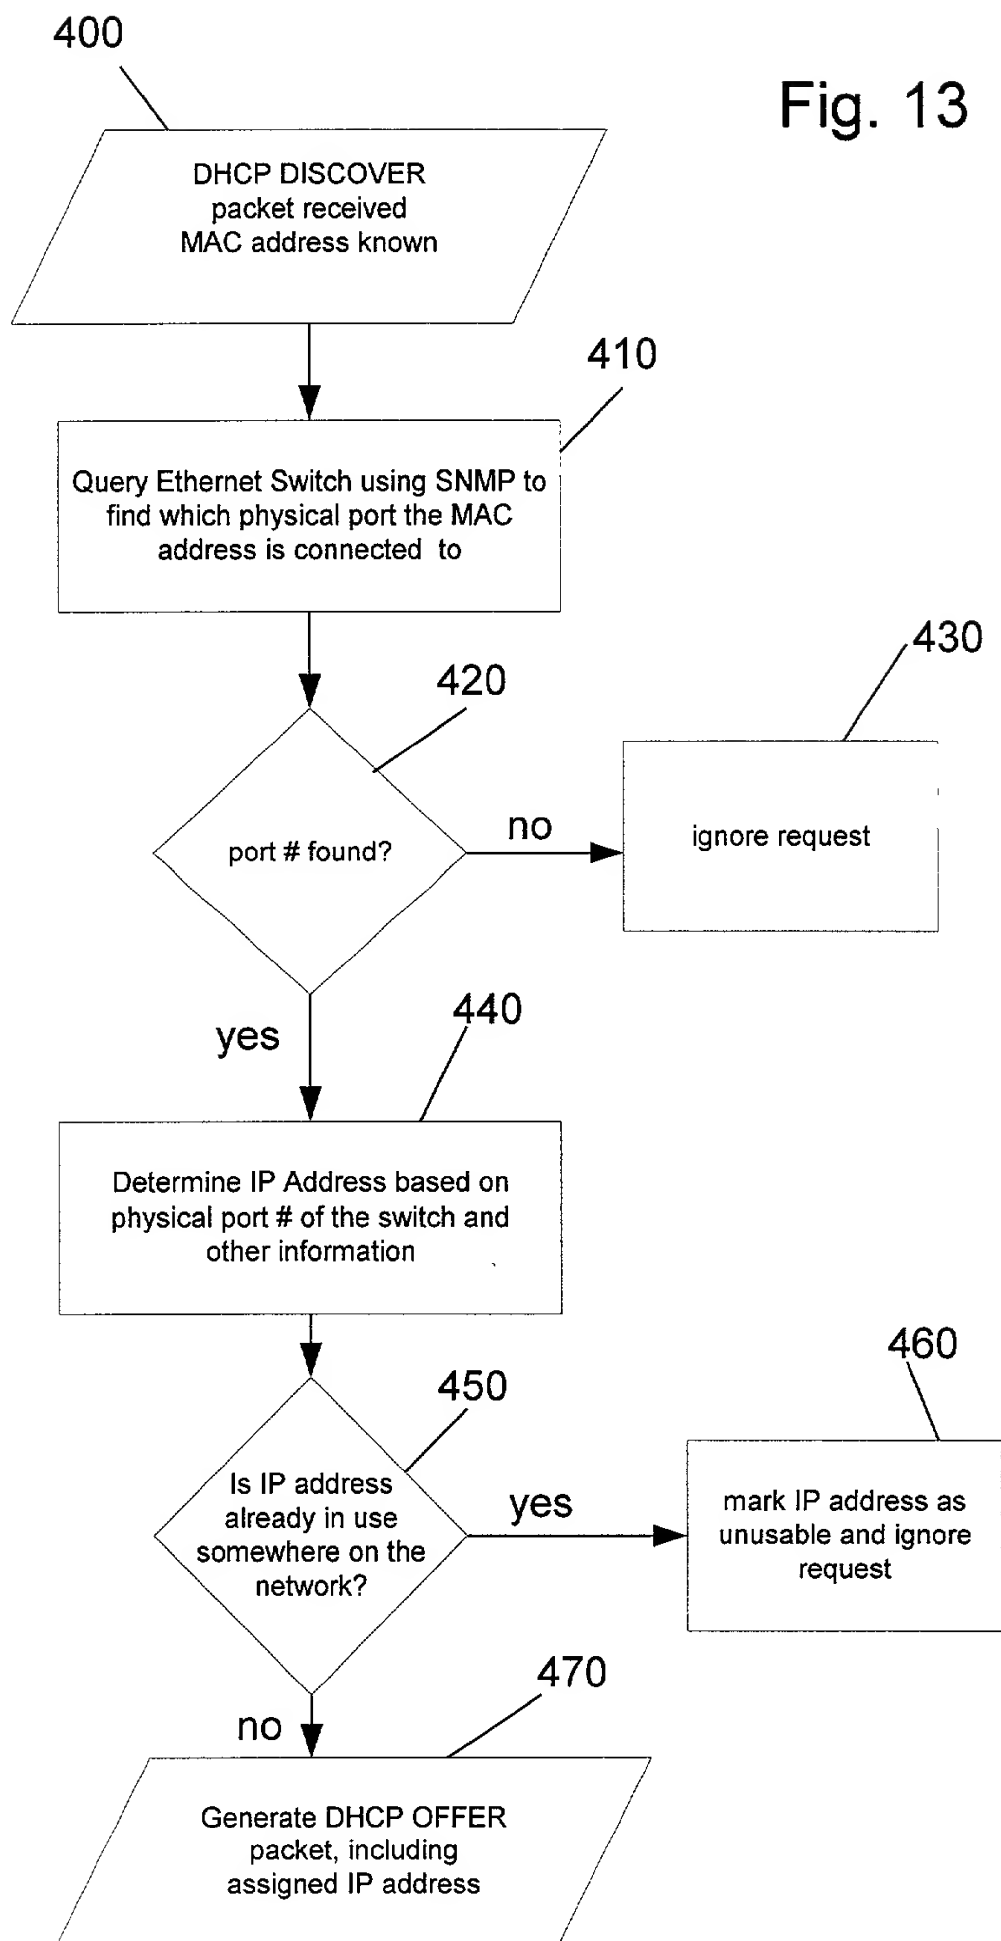 400
Fig. 13
DHCP DISCOVER
packet received
MAC address known
410
Query Ethernet Switch using SNMP to
find which physical port the MAC
address is connected to
420
430
port # found?
no
ignore request
yes
440
Determine IP Address based on
physical port # of the switch and
other information
450
460
Is IP address
already in use
somewhere on the
network?
yes
mark IP address as
unusable and ignore
request
no
470
Generate DHCP OFFER
packet, including
assigned IP address